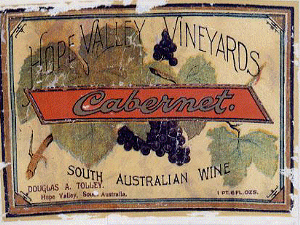 HOPE VALLEY VINEYARDS
Cabernet.
SOUTH AUSTRALIAN WINE
DOUGLAS A. TOLLEY.
Hope Valley, South Australia.
1 PT. 6 FL. OZS.